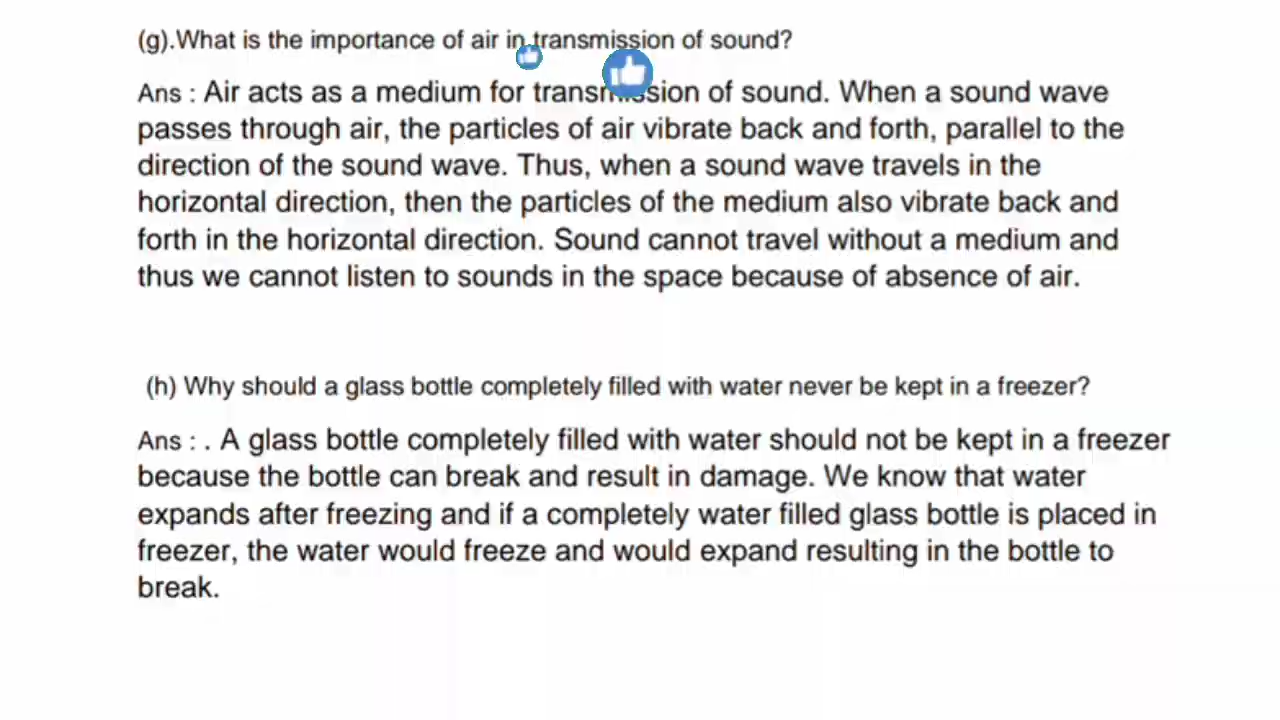 (g).What is the importance of air in transmission of sound?
Ans : Air acts as a medium for transmission of sound. When a sound wave
passes through air, the particles of air vibrate back and forth, parallel to the
direction of the sound wave. Thus, when a sound wave travels in the
horizontal direction, then the particles of the medium also vibrate back and
forth in the horizontal direction. Sound cannot travel without a medium and
thus we cannot listen to sounds in the space because of absence of air.
(h) Why should a glass bottle completely filled with water never be kept in a freezer?
Ans : . A glass bottle completely filled with water should not be kept in a freezer
because the bottle can break and result in damage. We know that water
expands after freezing and if a completely water filled glass bottle is placed in
freezer, the water would freeze and would expand resulting in the bottle to
break.